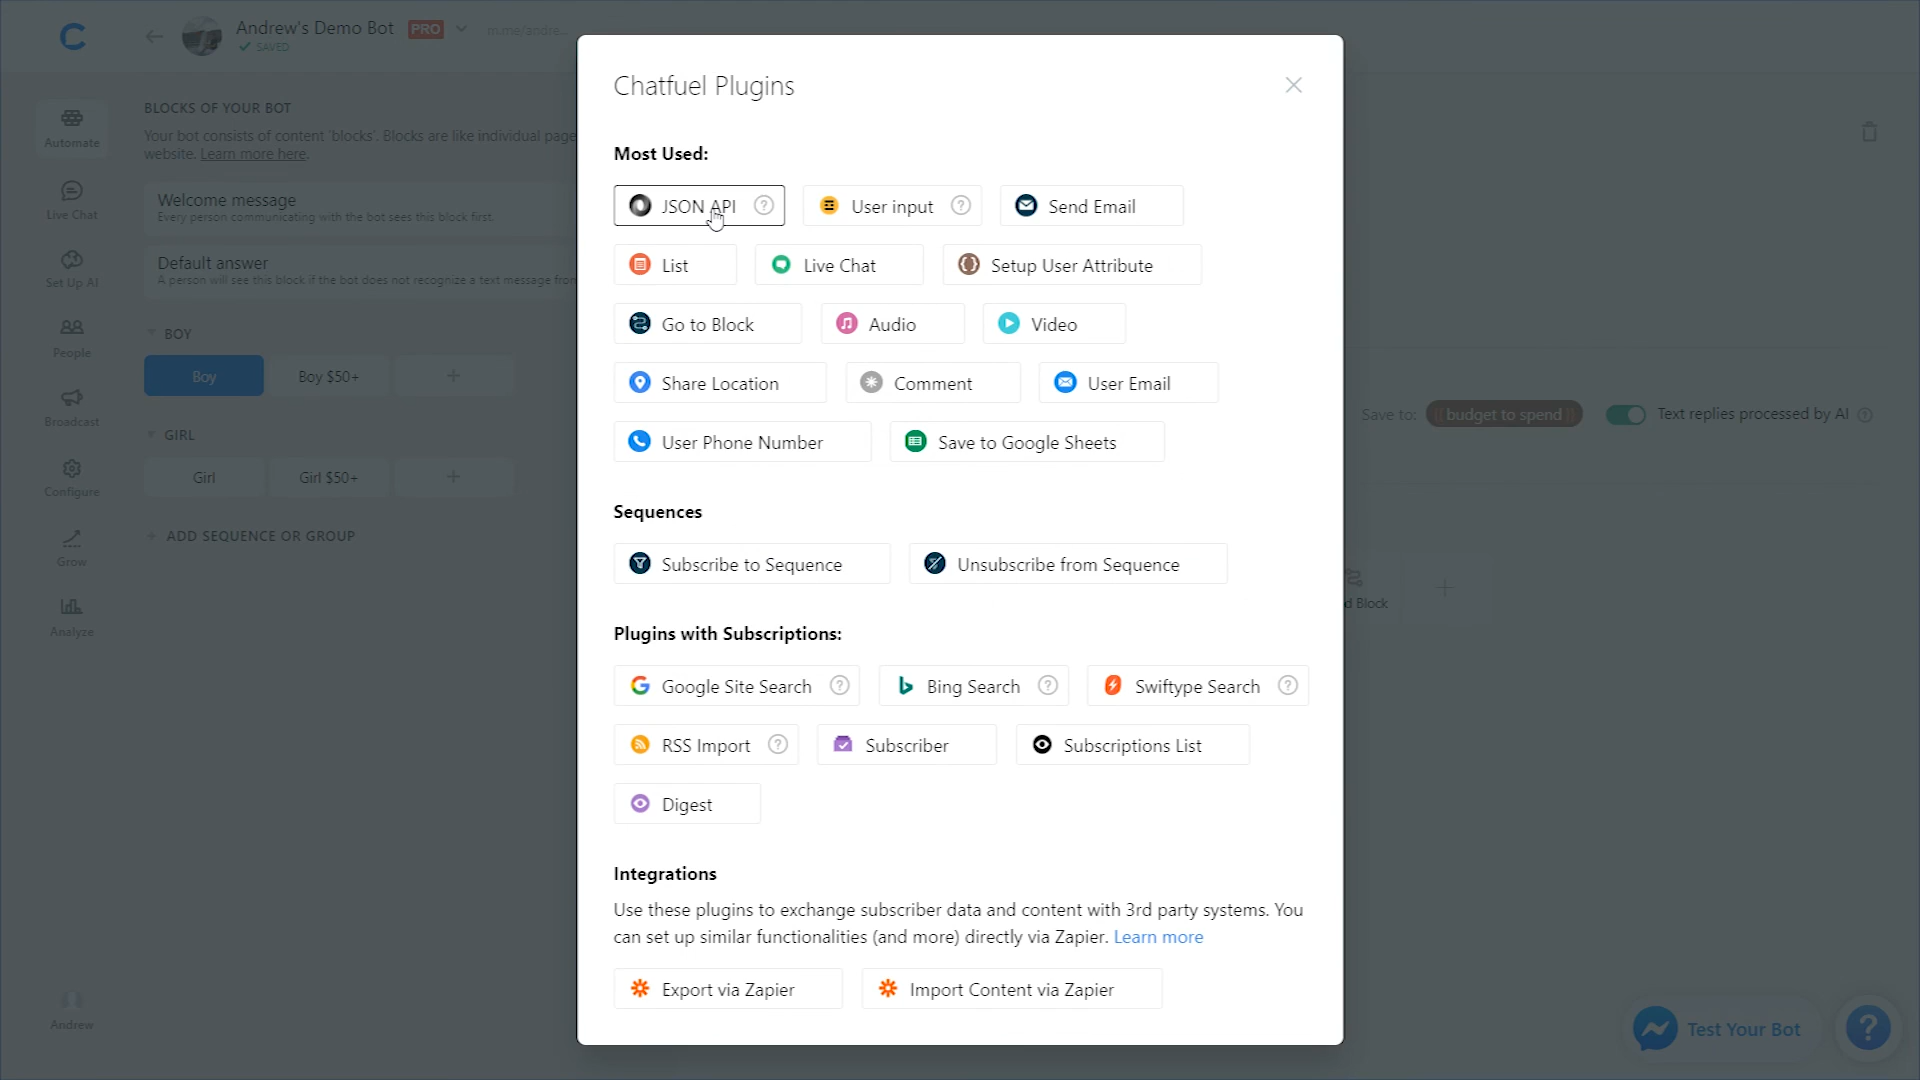 Andrew's Demo Bot PRO
SAVED
m.me/andre...
Automate
Live Chat
Set Up AI
People
Broadcast
Configure
Grow
Analyze
Andrew
BLOCKS OF YOUR BOT
Your bot consists of content 'blocks'. Blocks are like individual page
website. Learn more here.
Welcome message
Every person communicating with the bot sees this block first.
Default answer
A person will see this block if the bot does not recognize a text message from
BOY
Boy
Boy $50+
+
GIRL
Girl
Girl $50+
+
+ ADD SEQUENCE OR GROUP
Chatfuel Plugins
Most Used:
JSON API ?
User input ?
Send Email
List
Live Chat
Setup User Attribute
Go to Block
Audio
Video
Share Location
Comment
User Email
User Phone Number
Save to Google Sheets
Sequences
Subscribe to Sequence
Unsubscribe from Sequence
Plugins with Subscriptions:
Google Site Search ?
Bing Search ?
Swiftype Search ?
RSS Import ?
Subscriber
Subscriptions List
Digest
Integrations
Use these plugins to exchange subscriber data and content with 3rd party systems. You
can set up similar functionalities (and more) directly via Zapier. Learn more
Export via Zapier
Import Content via Zapier
Save to: {{ budget to spend }} Text replies processed by AI ?
d Block
+
Test Your Bot
?